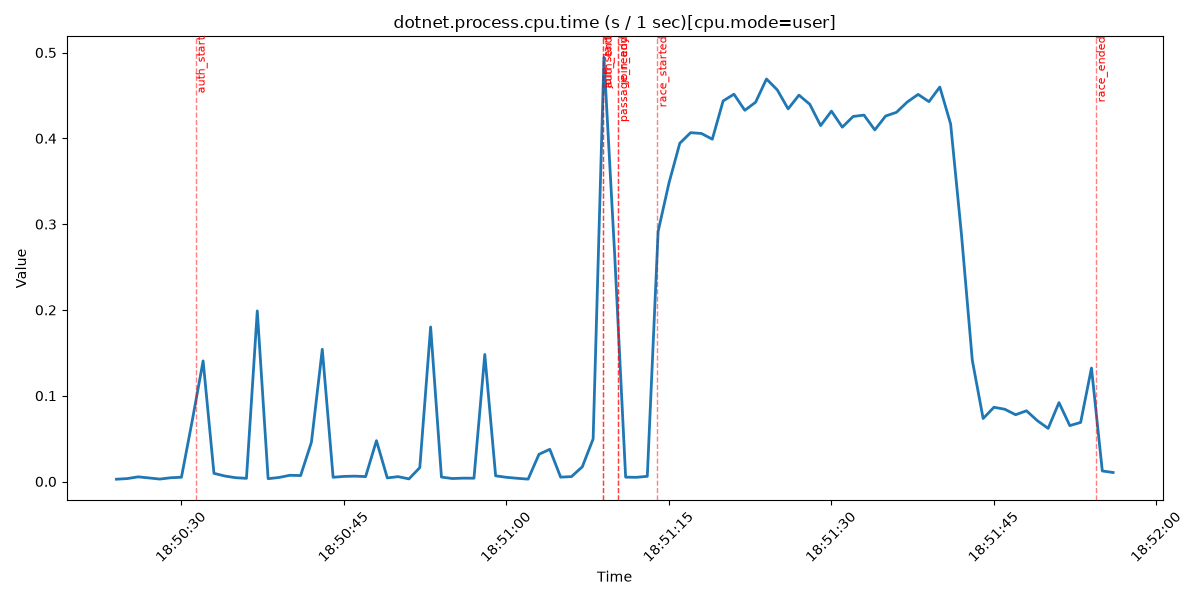 dotnet.process.cpu.time (s / 1 sec)[cpu.mode=user]
0.5
0.4
0.3
0.2
0.1
0.0
Value
auth_start
race_started
race_ended
18:50:30
18:50:45
18:51:00
18:51:15
18:51:30
18:51:45
18:52:00
Time